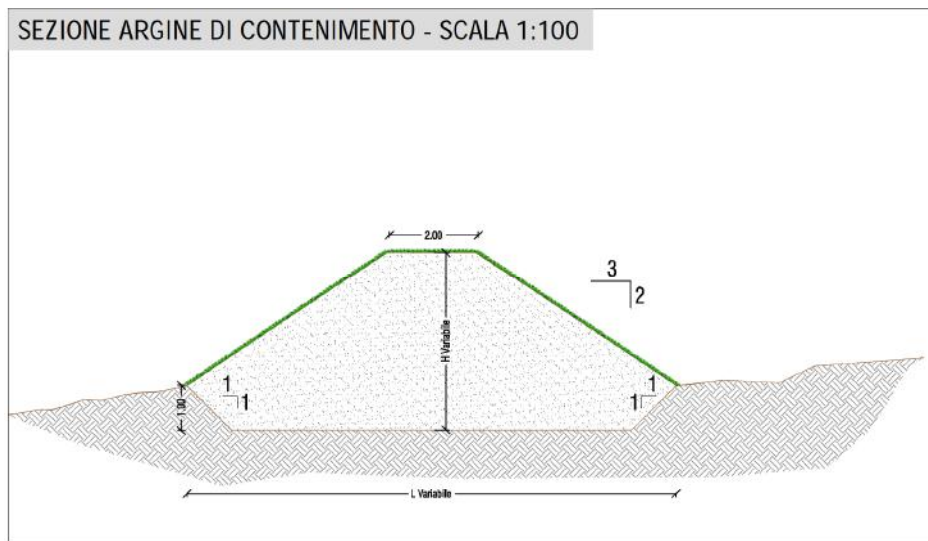 SEZIONE ARGINE DI CONTENIMENTO - SCALA 1:100
2.00
3
2
H Variabile
1
1
1
1
1.00
L Variabile